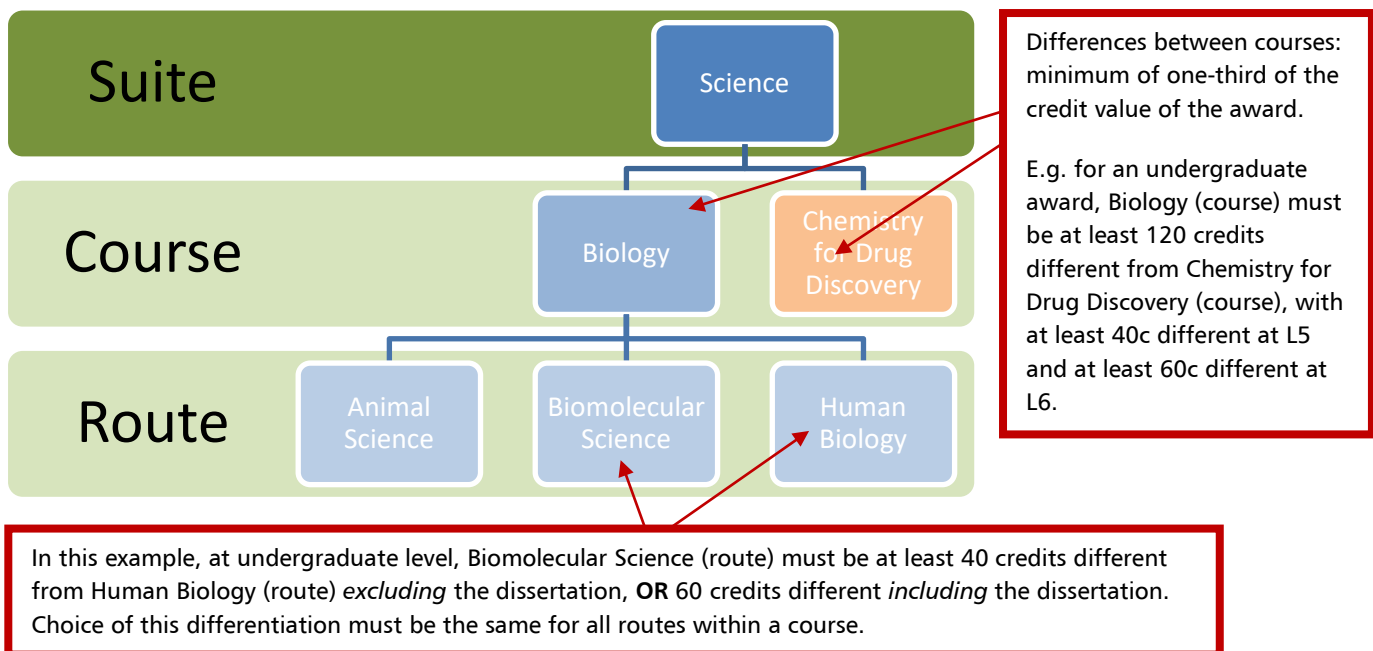 Suite
Science
Differences between courses:
minimum of one-third of the
credit value of the award.
E.g. for an undergraduate
award, Biology (course) must
be at least 120 credits
different from Chemistry for
Drug Discovery (course), with
at least 40c different at L5
and at least 60c different at
L6.
Course
Biology
Chemistry
for Drug
Discovery
Route
Animal
Science
Biomolecular
Science
Human
Biology
In this example, at undergraduate level, Biomolecular Science (route) must be at least 40 credits different
from Human Biology (route) excluding the dissertation, OR 60 credits different including the dissertation.
Choice of this differentiation must be the same for all routes within a course.